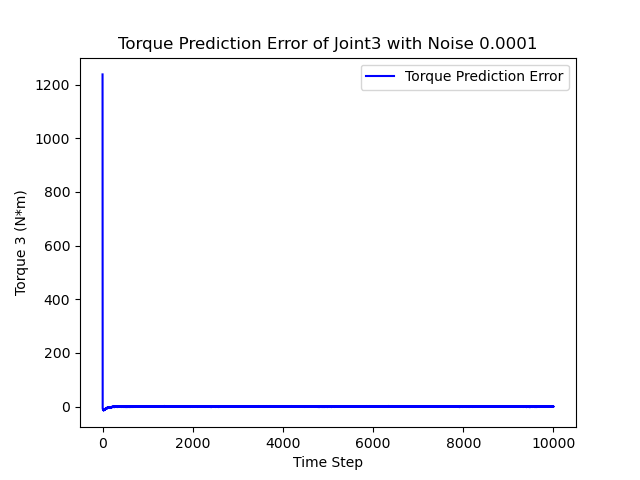 Torque Prediction Error of Joint3 with Noise 0.0001
Torque Prediction Error
1200
1000
800
600
400
200
0
Torque 3 (N*m)
0 2000 4000 6000 8000 10000
Time Step